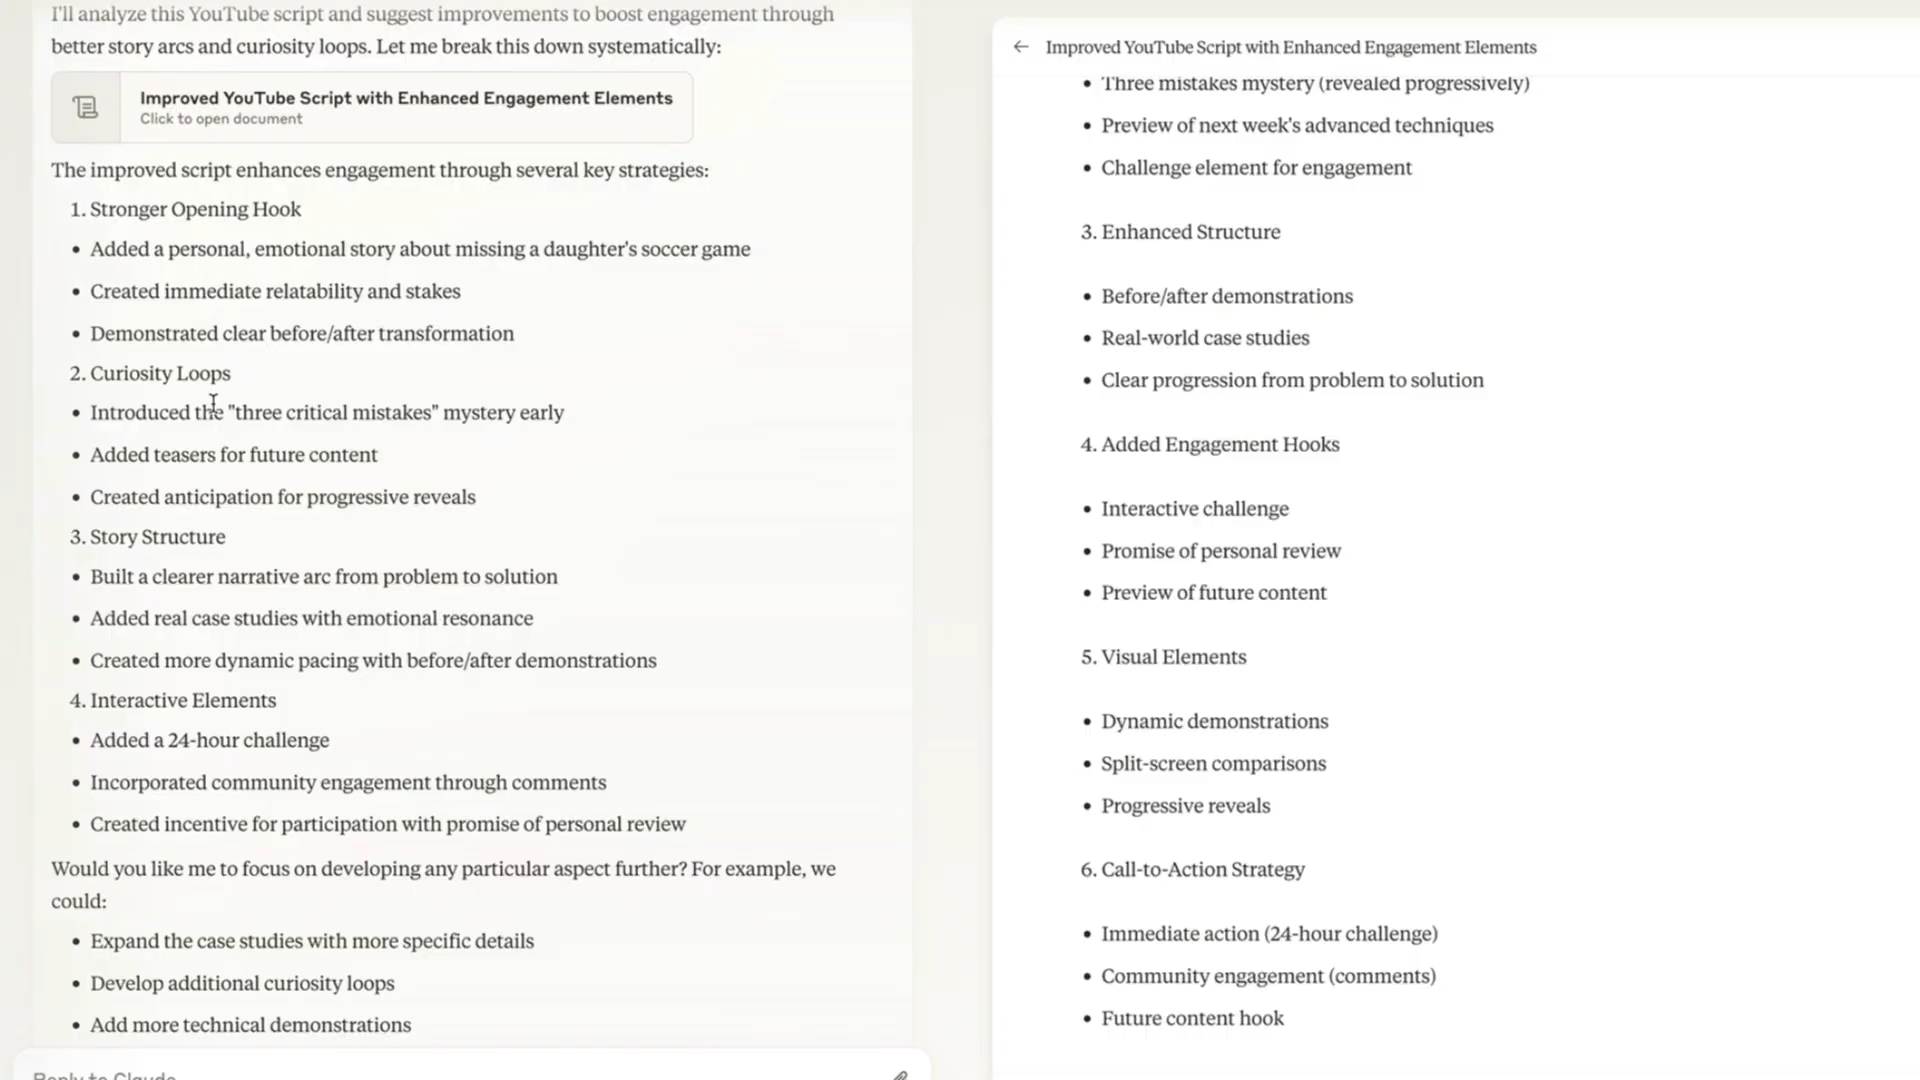 I'll analyze this YouTube script and suggest improvements to boost engagement through
better story arcs and curiosity loops. Let me break this down systematically:
Improved YouTube Script with Enhanced Engagement Elements
Click to open document
The improved script enhances engagement through several key strategies:
1. Stronger Opening Hook
• Added a personal, emotional story about missing a daughter's soccer game
• Created immediate relatability and stakes
• Demonstrated clear before/after transformation
2. Curiosity Loops
• Introduced the "three critical mistakes" mystery early
• Added teasers for future content
• Created anticipation for progressive reveals
3. Story Structure
• Built a clearer narrative arc from problem to solution
• Added real case studies with emotional resonance
• Created more dynamic pacing with before/after demonstrations
4. Interactive Elements
• Added a 24-hour challenge
• Incorporated community engagement through comments
• Created incentive for participation with promise of personal review
Would you like me to focus on developing any particular aspect further? For example, we
could:
• Expand the case studies with more specific details
• Develop additional curiosity loops
• Add more technical demonstrations
Reply to Claude
Improved YouTube Script with Enhanced Engagement Elements
• Three mistakes mystery (revealed progressively)
• Preview of next week's advanced techniques
• Challenge element for engagement
3. Enhanced Structure
• Before/after demonstrations
• Real-world case studies
• Clear progression from problem to solution
4. Added Engagement Hooks
• Interactive challenge
• Promise of personal review
• Preview of future content
5. Visual Elements
• Dynamic demonstrations
• Split-screen comparisons
• Progressive reveals
6. Call-to-Action Strategy
• Immediate action (24-hour challenge)
• Community engagement (comments)
• Future content hook